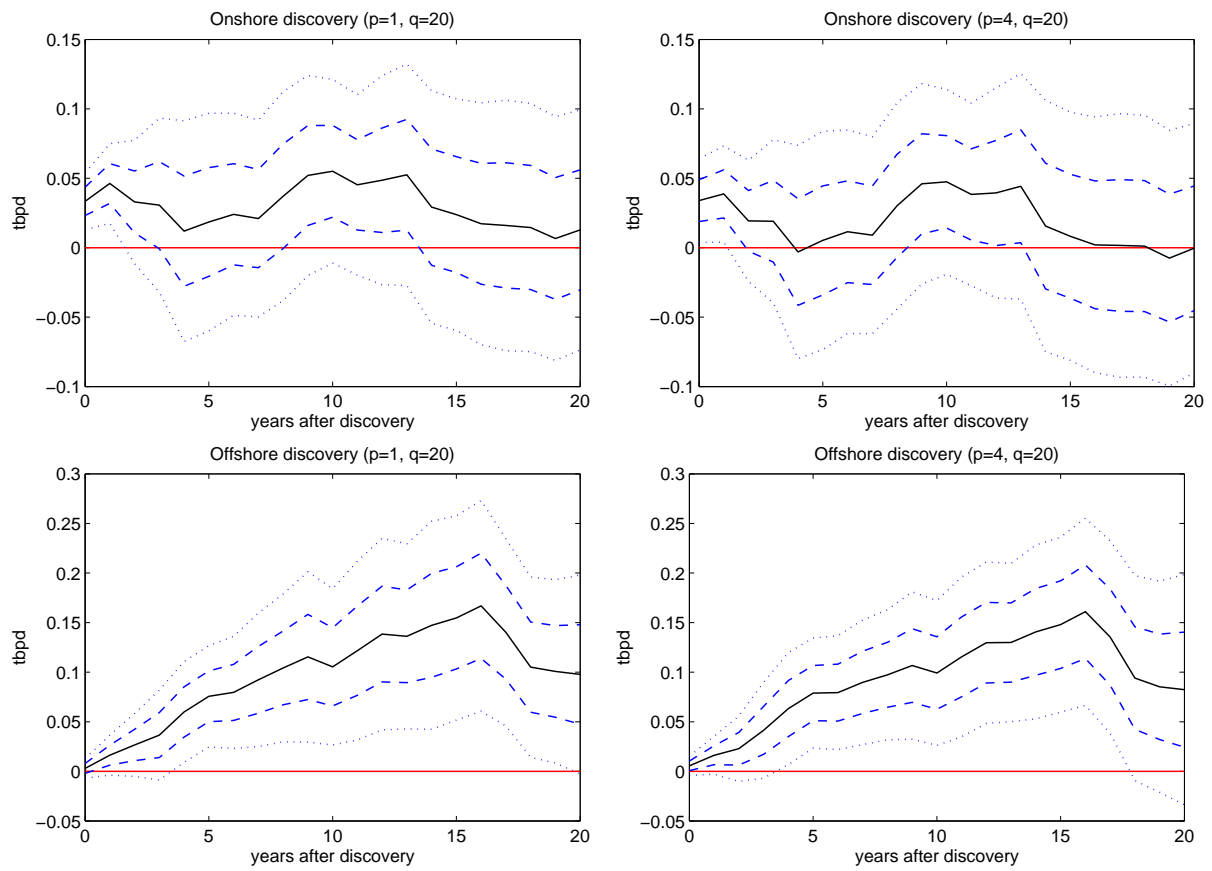 Onshore discovery (p=1, q=20)
0.15
0.1
0.05
0
−0.05
−0.1
tbpd
0 5 10 15 20
years after discovery
Onshore discovery (p=4, q=20)
0.15
0.1
0.05
0
−0.05
−0.1
tbpd
0 5 10 15 20
years after discovery
Offshore discovery (p=1, q=20)
0.3
0.25
0.2
0.15
0.1
0.05
0
−0.05
tbpd
0 5 10 15 20
years after discovery
Offshore discovery (p=4, q=20)
0.3
0.25
0.2
0.15
0.1
0.05
0
−0.05
tbpd
0 5 10 15 20
years after discovery